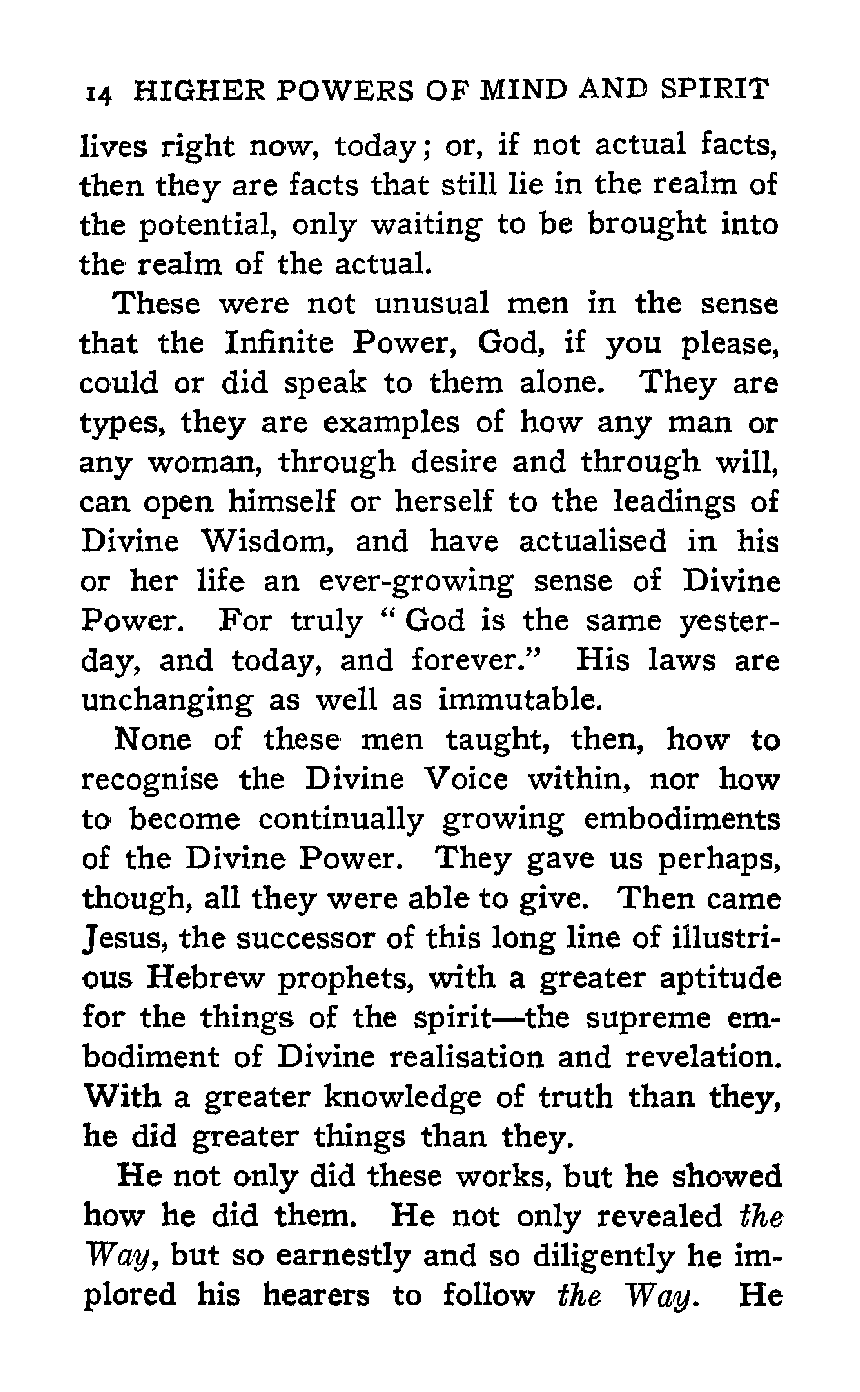 14 HIGHER POWERS OF MIND AND SPIRIT
lives right now, today; or, if not actual facts,
then they are facts that still lie in the realm of
the potential, only waiting to be brought into
the realm of the actual.
These were not unusual men in the sense
that the Infinite Power, God, if you please,
could or did speak to them alone. They are
types, they are examples of how any man or
any woman, through desire and through will,
can open himself or herself to the leadings of
Divine Wisdom, and have actualised in his
or her life an ever-growing sense of Divine
Power. For truly “ God is the same yester-
day, and today, and forever.” His laws are
unchanging as well as immutable.
None of these men taught, then, how to
recognise the Divine Voice within, nor how
to become continually growing embodiments
of the Divine Power. They gave us perhaps,
though, all they were able to give. Then came
Jesus, the successor of this long line of illustri-
ous Hebrew prophets, with a greater aptitude
for the things of the spirit—the supreme em-
bodiment of Divine realisation and revelation.
With a greater knowledge of truth than they,
he did greater things than they.
He not only did these works, but he showed
how he did them. He not only revealed the
Way, but so earnestly and so diligently he im-
plored his hearers to follow the Way. He